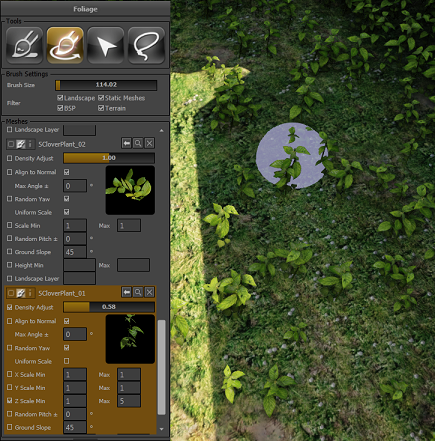 Foliage
Tools
Brush Settings
Brush Size 114.02
Filter Landscape Static Meshes
BSP Terrain
Meshes
Landscape Layer
i SCloverPlant_02
Density Adjust 1.00
Align to Normal
Max Angle ± 0 °
Random Yaw
Uniform Scale
Scale Min 1 Max 1
Random Pitch ± 0 °
Ground Slope 45 °
Height Min Max
Landscape Layer
i SCloverPlant_01
Density Adjust 0.58
Align to Normal
Max Angle ± 0 °
Random Yaw
Uniform Scale
X Scale Min 1 Max 1
Y Scale Min 1 Max 1
Z Scale Min 1 Max 5
Random Pitch ± 0 °
Ground Slope 45 °